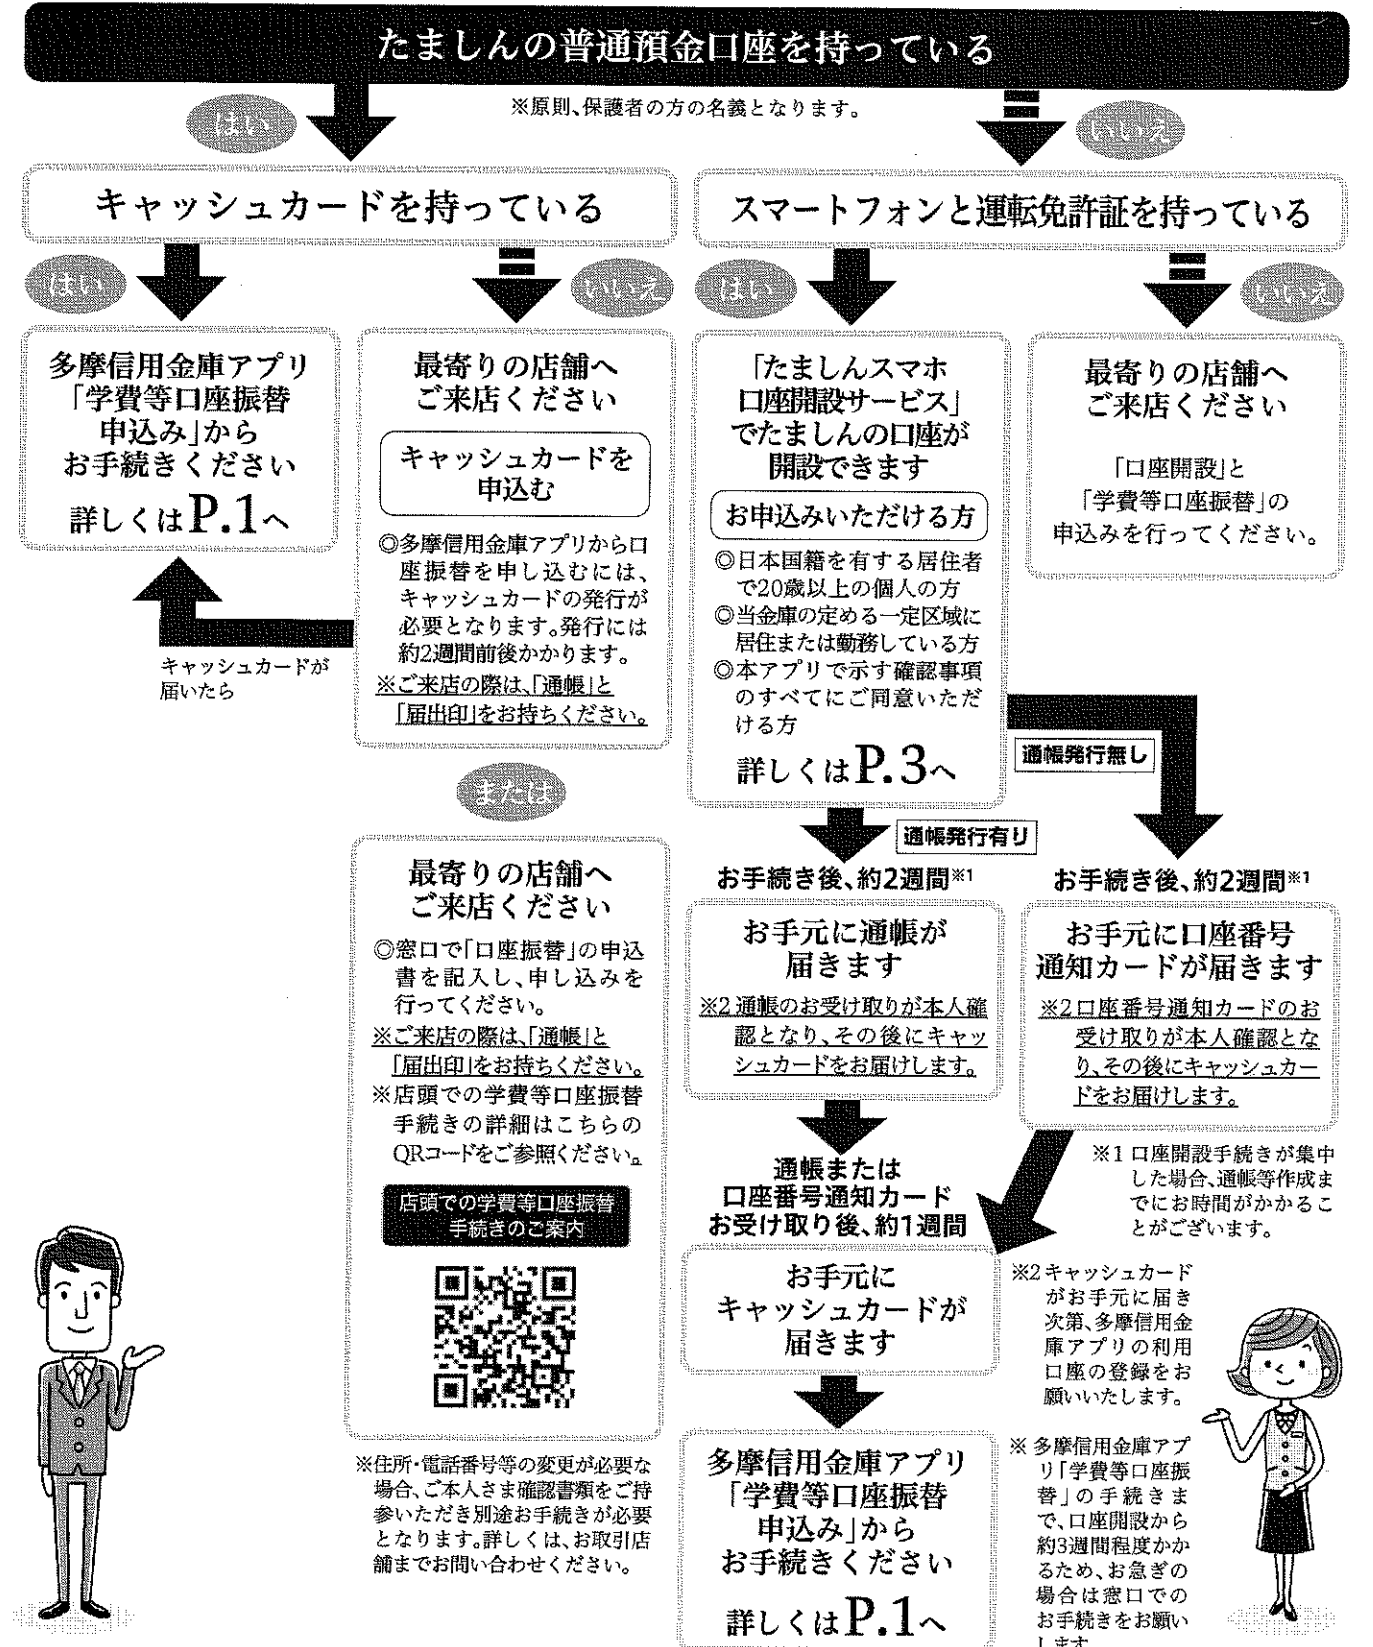 たましんの普通預金口座を持っている
※原則、保護者の方の名義となります。
はい
いいえ
キャッシュカードを持っている
スマートフォンと運転免許証を持っている
はい
いいえ
はい
いいえ
多摩信用金庫アプリ
「学費等口座振替
申込み」から
お手続きください
詳しくはP.1へ
キャッシュカードが
届いたら
最寄りの店舗へ
ご来店ください
キャッシュカードを
申込む
◎多摩信用金庫アプリから口
座振替を申し込むには、
キャッシュカードの発行が
必要となります。発行には
約2週間前後かかります。
※ご来店の際は、「通帳」と
「届出印」をお持ちください。
または
最寄りの店舗へ
ご来店ください
◎窓口で「口座振替」の申込
書を記入し、申し込みを
行ってください。
※ご来店の際は、「通帳」と
「届出印」をお持ちください。
※店頭での学費等口座振替
手続きの詳細はこちらの
QRコードをご参照ください。
店頭での学費等口座振替
手続きのご案内
※住所・電話番号等の変更が必要な
場合、ご本人さま確認書類をご持
参いただき別途お手続きが必要
となります。詳しくは、お取引店
舗までお問い合わせください。
「たましんスマホ
口座開設サービス」
でたましんの口座が
開設できます
お申込みいただける方
◎日本国籍を有する居住者
で20歳以上の個人の方
◎当金庫の定める一定区域に
居住または勤務している方
◎本アプリで示す確認事項
のすべてにご同意いただ
ける方
詳しくはP.3へ
最寄りの店舗へ
ご来店ください
「口座開設」と
「学費等口座振替」の
申込みを行ってください。
通帳発行無し
通帳発行有り
お手続き後、約2週間※1
お手元に通帳が
届きます
※2 通帳のお受け取りが本人確
認となり、その後にキャッ
シュカードをお届けします。
お手続き後、約2週間※1
お手元に口座番号
通知カードが届きます
※2口座番号通知カードのお
受け取りが本人確認とな
り、その後にキャッシュカー
ドをお届けします。
通帳または
口座番号通知カード
お受け取り後、約1週間
お手元に
キャッシュカードが
届きます
多摩信用金庫アプリ
「学費等口座振替
申込み」から
お手続きください
詳しくはP.1へ
※1 口座開設手続きが集中
した場合、通帳等作成ま
でにお時間がかかるこ
とがございます。
※2キャッシュカード
がお手元に届き
次第、多摩信用金
庫アプリの利用
口座の登録をお
願いいたします。
※ 多摩信用金庫アプ
リ「学費等口座振
替」の手続きま
で、口座開設から
約3週間程度かか
るため、お急ぎの
場合は窓口での
お手続きをお願い
します